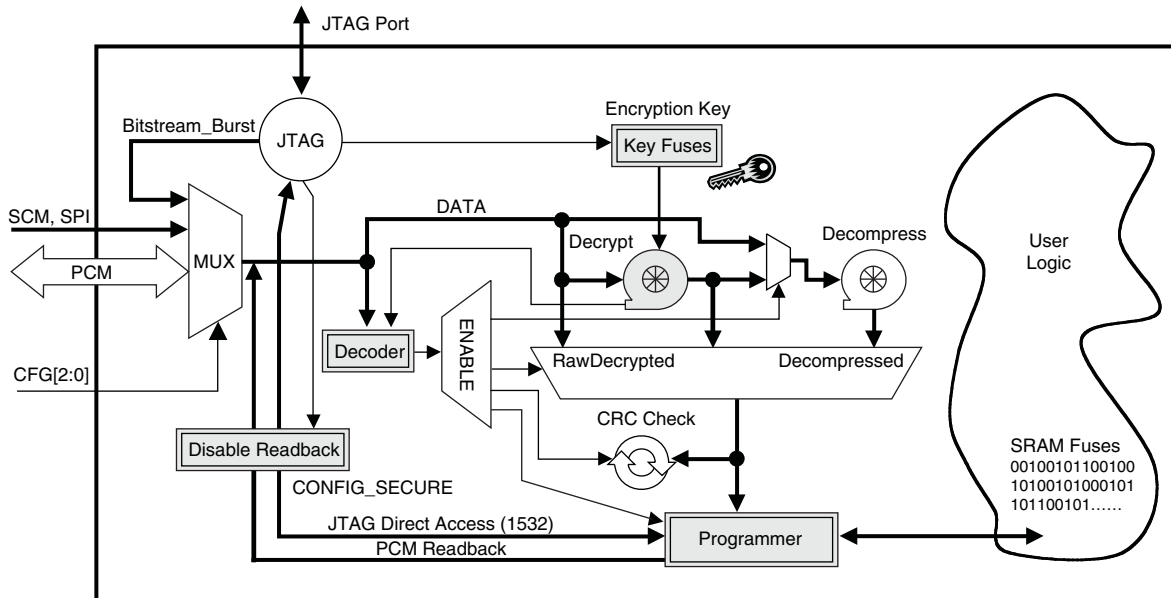 JTAG Port
Encryption Key
Bitstream_Burst
JTAG
Key Fuses
SCM, SPI
DATA
Decrypt
Decompress
User
Logic
PCM
MUX
Decoder
ENABLE
RawDecrypted
Decompressed
CFG[2:0]
CRC Check
Disable Readback
SRAM Fuses
00100101100100
10100101000101
101100101......
CONFIG_SECURE
JTAG Direct Access (1532)
PCM Readback
Programmer